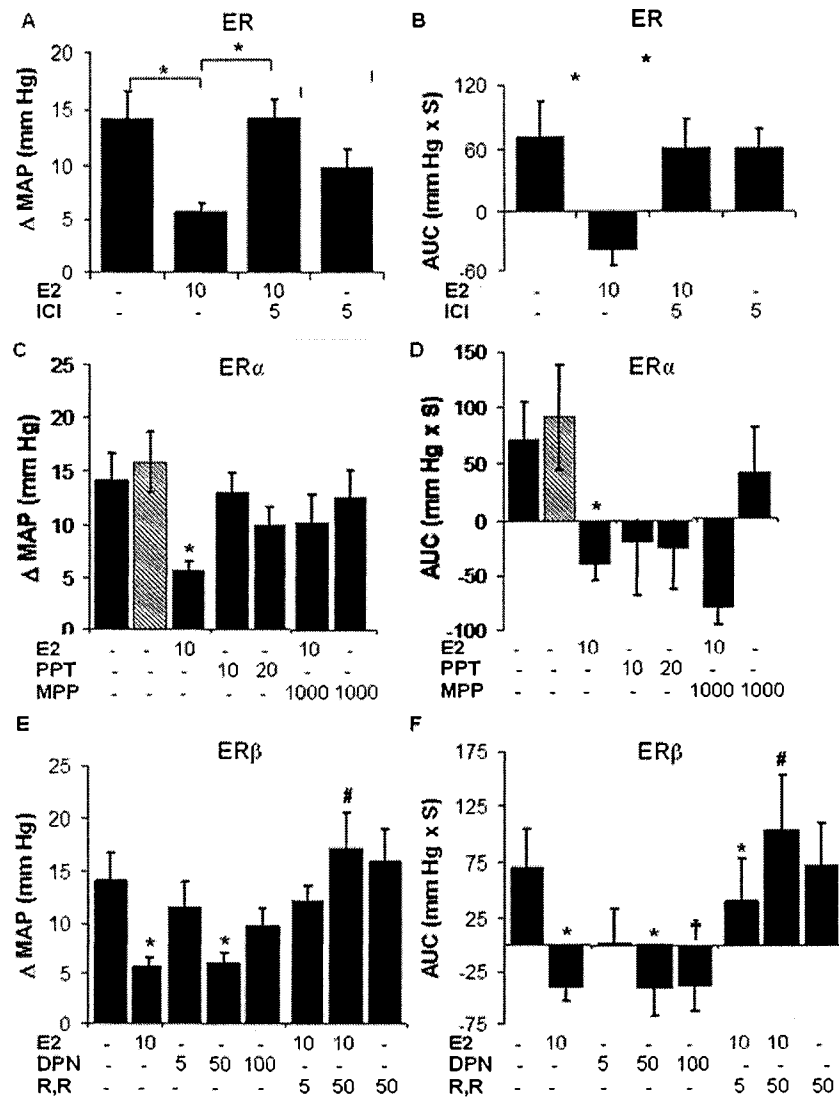 A ER
B ER
Δ MAP (mm Hg)
20
15
10
5
0
* *
E2 - 10 10 -
ICI - - 5 5
AUC (mm Hg x S)
120
60
0
-60
* *
E2 - 10 10 -
ICI - - 5 5
C ERα
Δ MAP (mm Hg)
25
20
15
10
5
0
*
E2 - - 10 - - 10 -
PPT - - - 10 20 - -
MPP - - - - - 1000 1000
D ERα
AUC (mm Hg x S)
150
100
50
0
-50
-100
*
E2 - - 10 - - 10 -
PPT - - - 10 20 - -
MPP - - - - - 1000 1000
E ERβ
Δ MAP (mm Hg)
25
20
15
10
5
0
* * #
E2 - 10 - - - 10 10 -
DPN - - 5 50 100 - - -
R,R - - - - - 5 50 50
F ERβ
AUC (mm Hg x S)
175
125
75
25
-25
-75
* * † * #
E2 - 10 - - - 10 10 -
DPN - - 5 50 100 - - -
R,R - - - - - 5 50 50